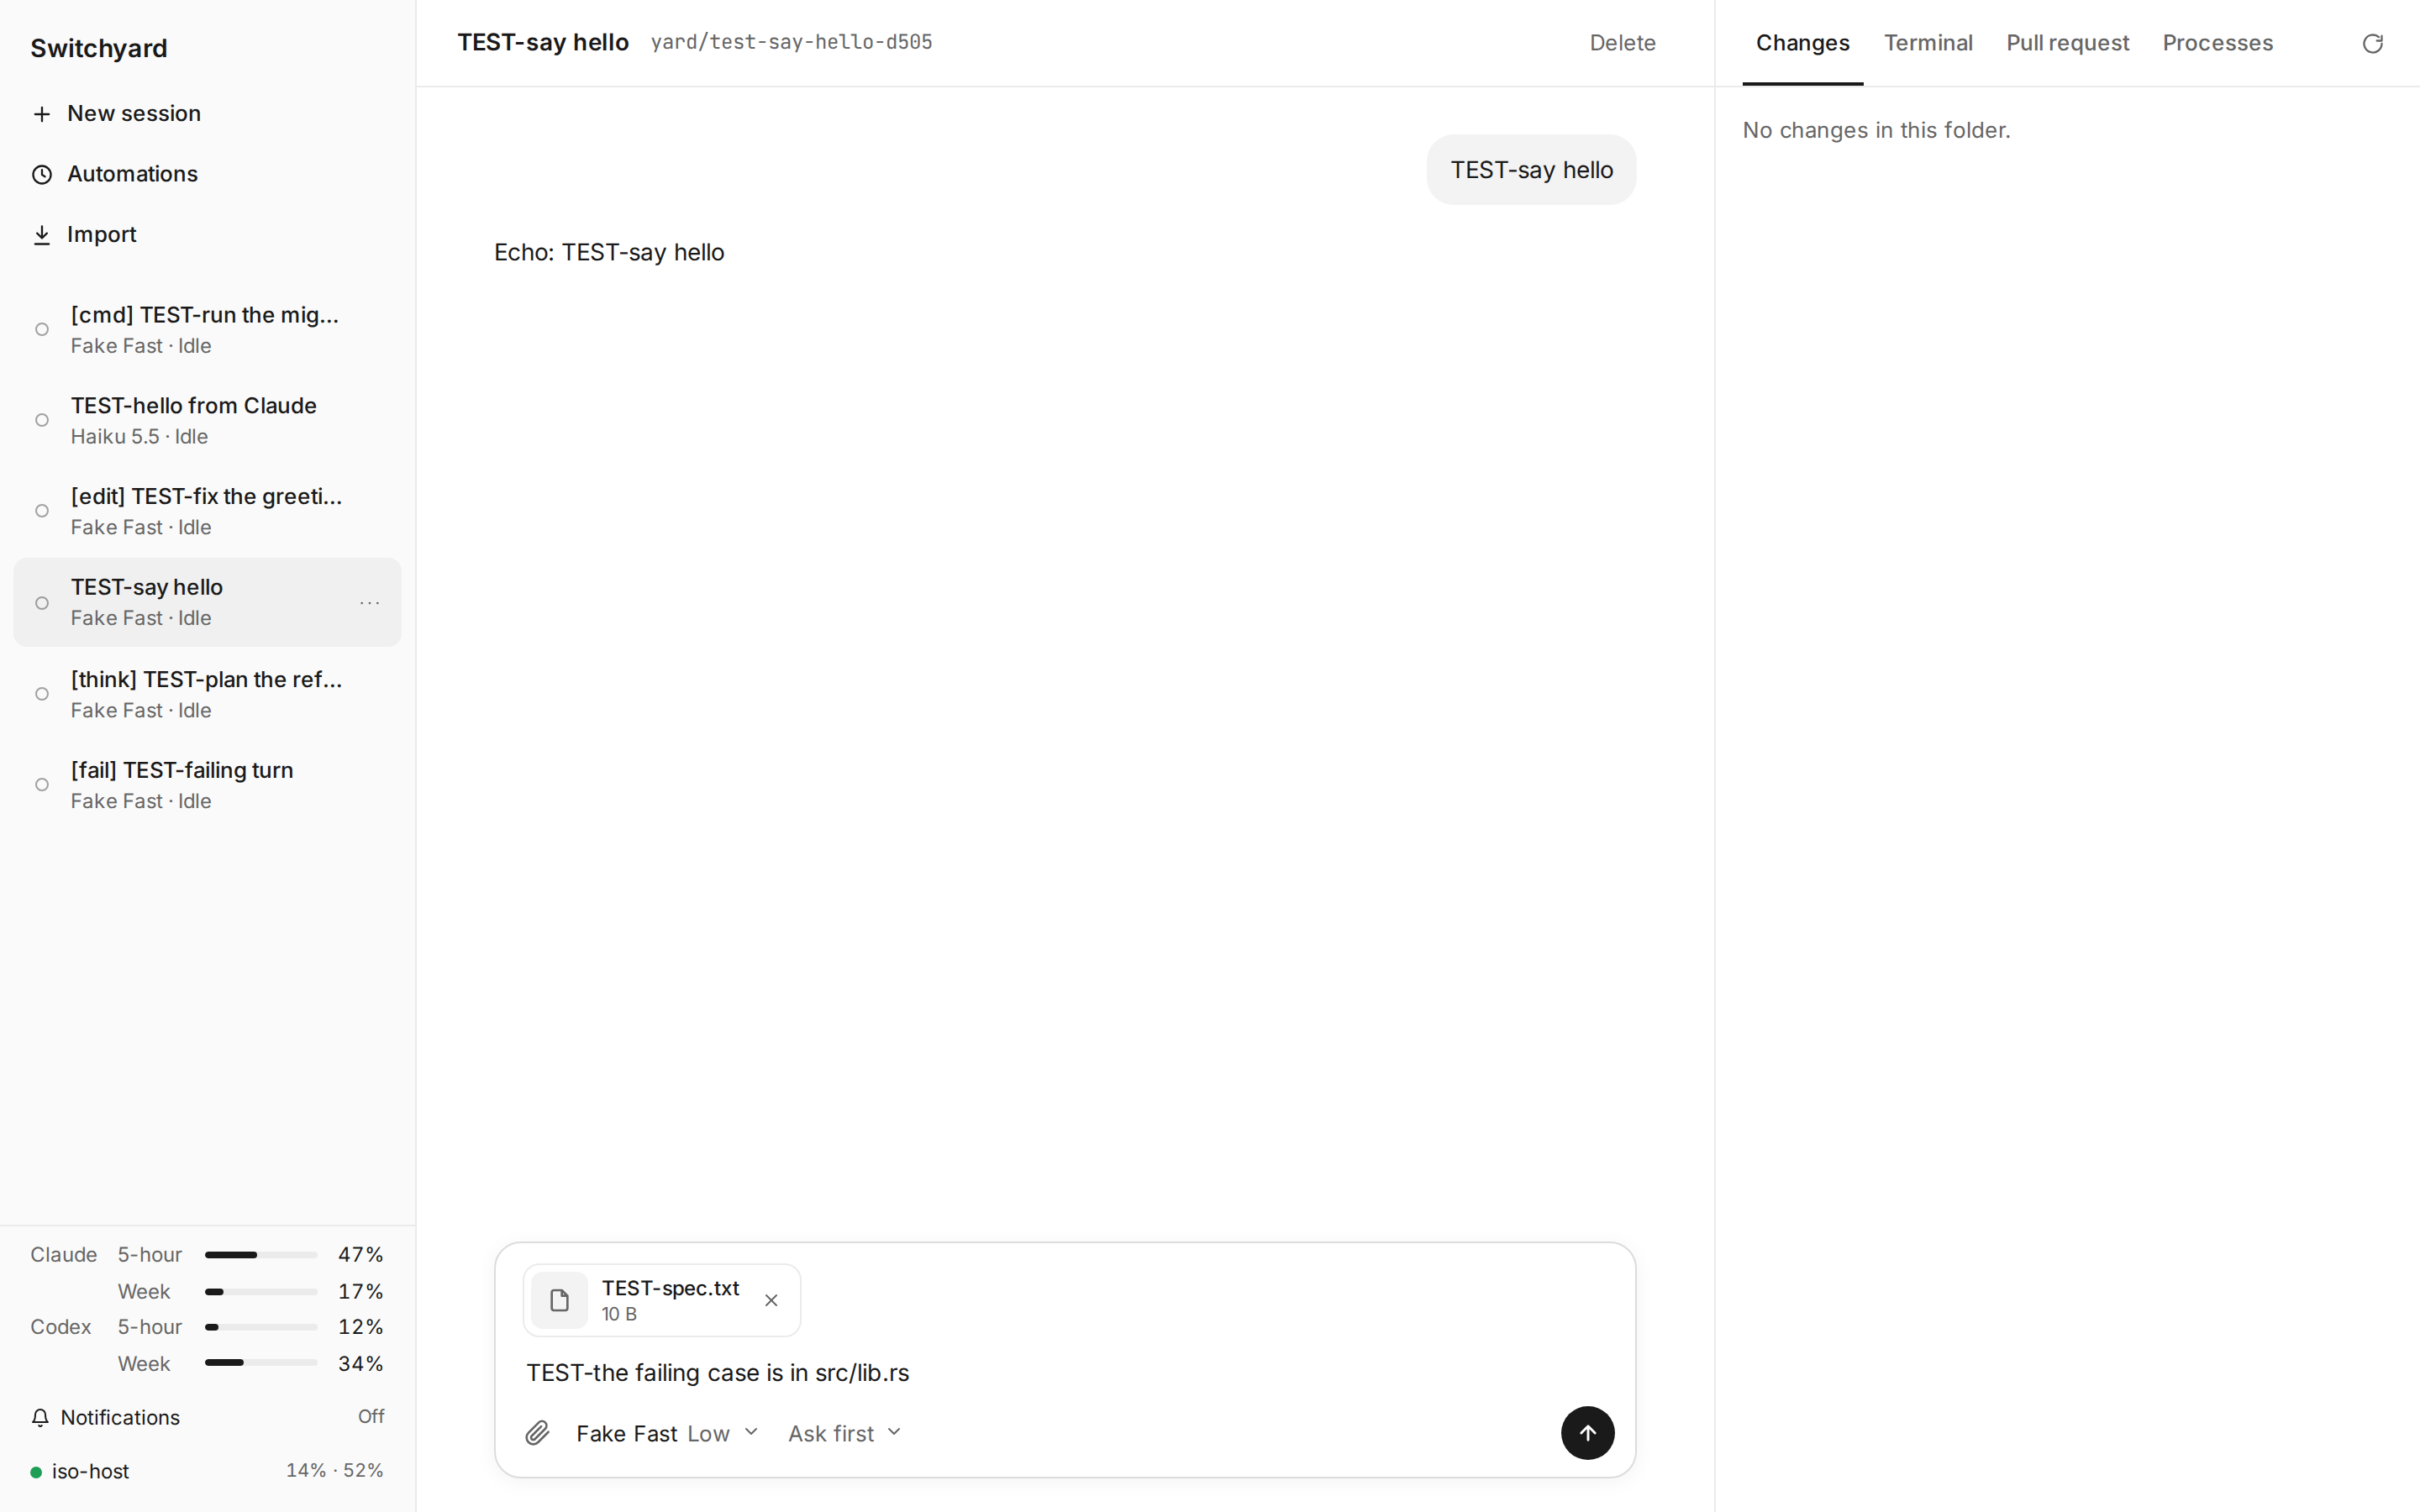 Switchyard
New session
Automations
Import
[cmd] TEST-run the mig...
Fake Fast · Idle
TEST-hello from Claude
Haiku 5.5 · Idle
[edit] TEST-fix the greeti...
Fake Fast · Idle
TEST-say hello
Fake Fast · Idle
[think] TEST-plan the ref...
Fake Fast · Idle
[fail] TEST-failing turn
Fake Fast · Idle
Claude 5-hour 47%
Week 17%
Codex 5-hour 12%
Week 34%
Notifications Off
iso-host 14% · 52%
TEST-say hello yard/test-say-hello-d505 Delete
TEST-say hello
Echo: TEST-say hello
TEST-spec.txt
10 B
TEST-the failing case is in src/lib.rs
Fake Fast Low Ask first
Changes Terminal Pull request Processes
No changes in this folder.